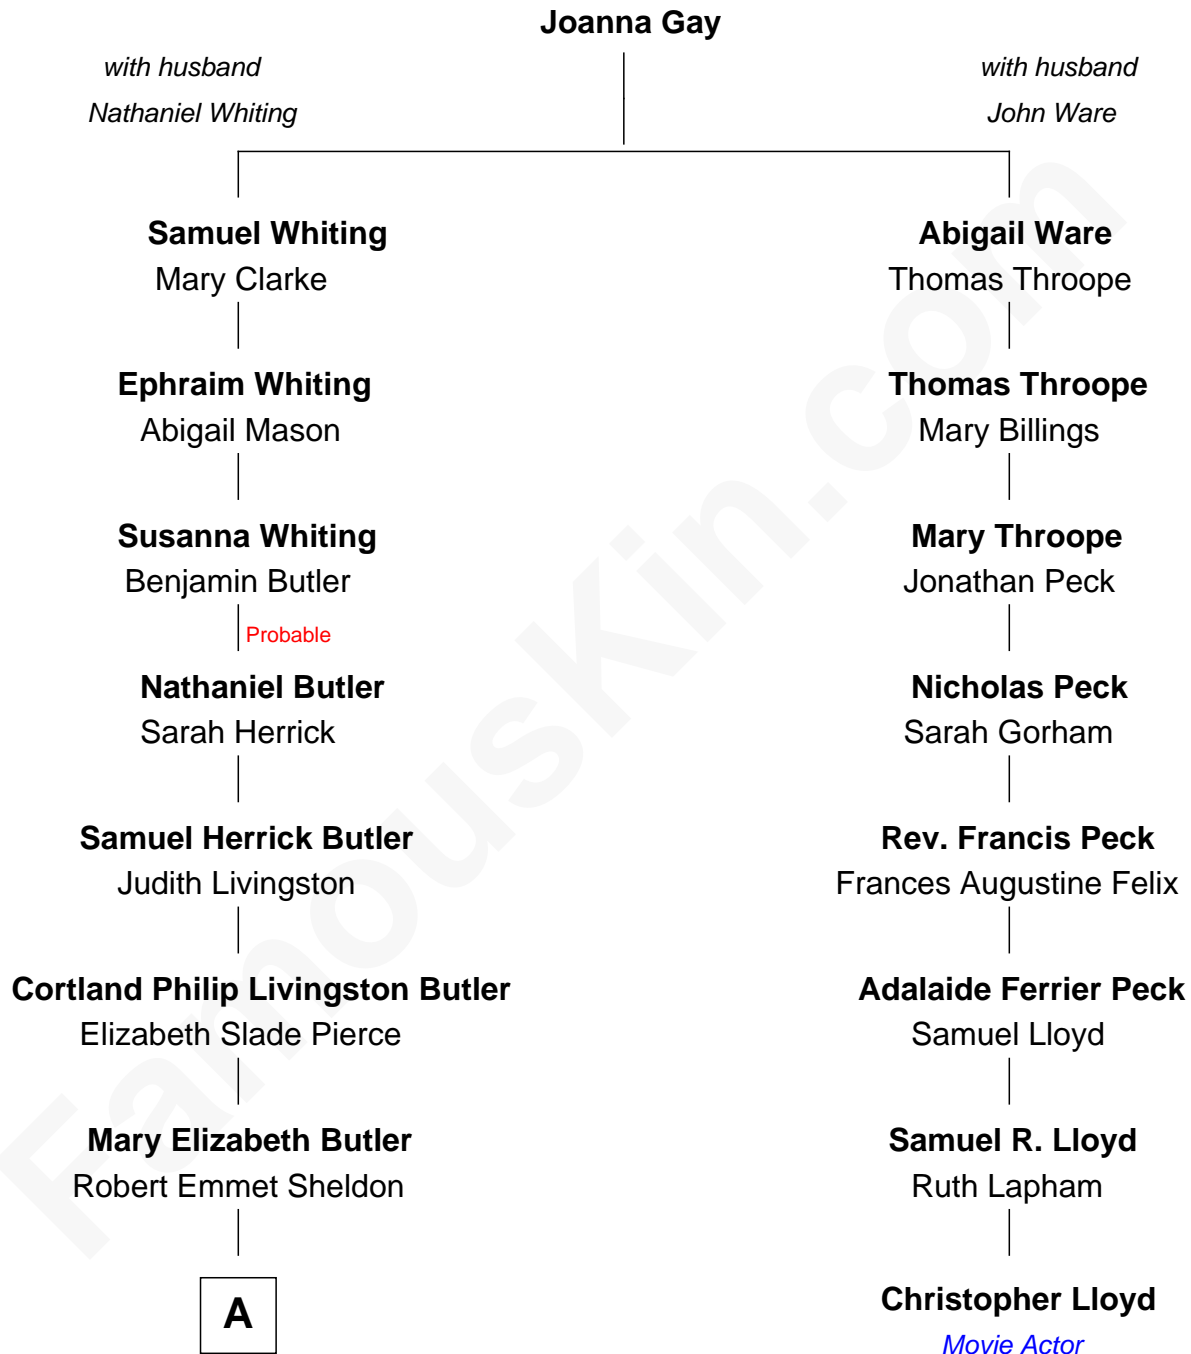 Joanna Gay
with husband
Nathaniel Whiting
with husband
John Ware
Samuel Whiting
Mary Clarke
Abigail Ware
Thomas Throope
Ephraim Whiting
Abigail Mason
Thomas Throope
Mary Billings
Susanna Whiting
Benjamin Butler
Mary Throope
Jonathan Peck
Probable
Nathaniel Butler
Sarah Herrick
Nicholas Peck
Sarah Gorham
Samuel Herrick Butler
Judith Livingston
Rev. Francis Peck
Frances Augustine Felix
Cortland Philip Livingston Butler
Elizabeth Slade Pierce
Adalaide Ferrier Peck
Samuel Lloyd
Mary Elizabeth Butler
Robert Emmet Sheldon
Samuel R. Lloyd
Ruth Lapham
A
Christopher Lloyd
Movie Actor
FamousKin.com